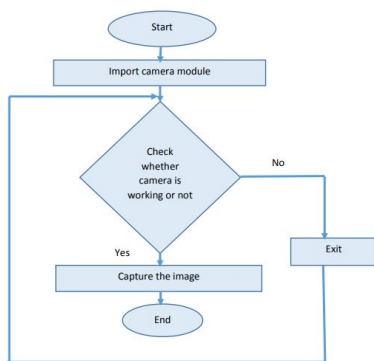 Start
Import camera module
Check
whether
camera is
working or not
No
Yes
Exit
Capture the image
End